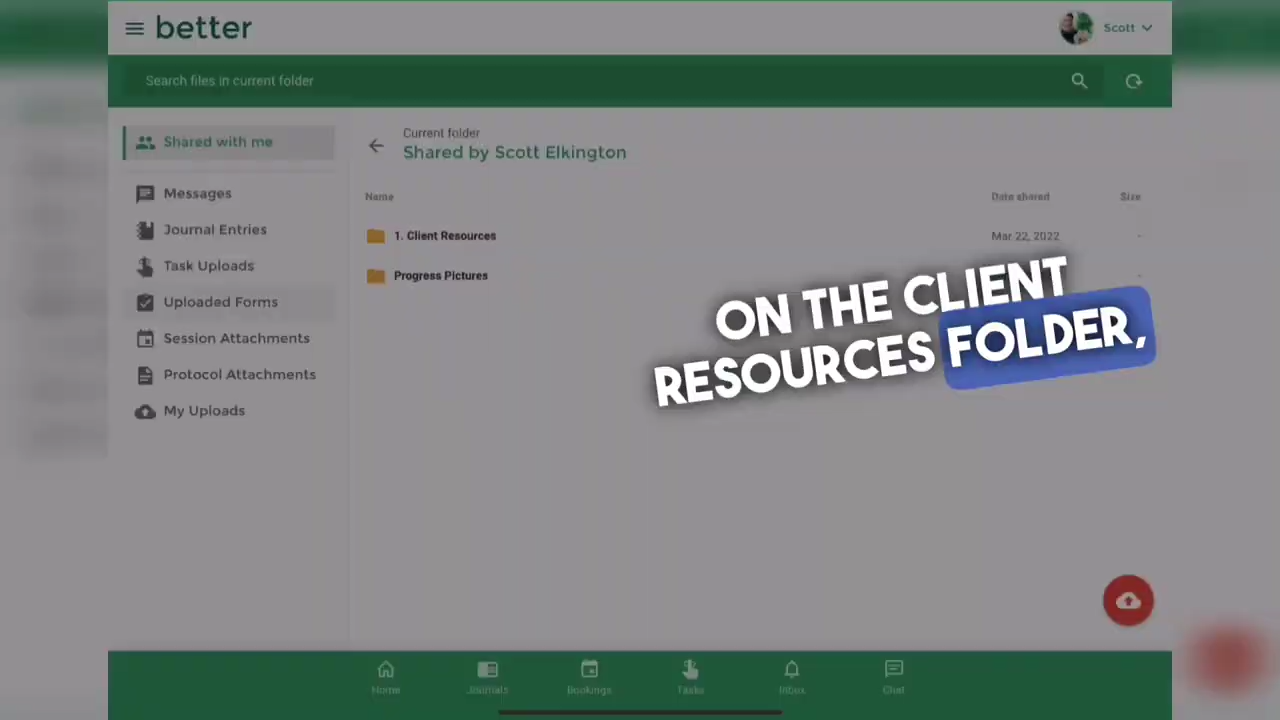 better
Scott
Search files in current folder
Shared with me
Messages
Journal Entries
Task Uploads
Uploaded Forms
Session Attachments
Protocol Attachments
My Uploads
Current folder
Shared by Scott Elkington
Name
Date shared
Size
1. Client Resources
Mar 22, 2022
-
Progress Pictures
-
ON THE CLIENT
RESOURCES FOLDER,
Home
Journals
Bookings
Tasks
Inbox
Chat